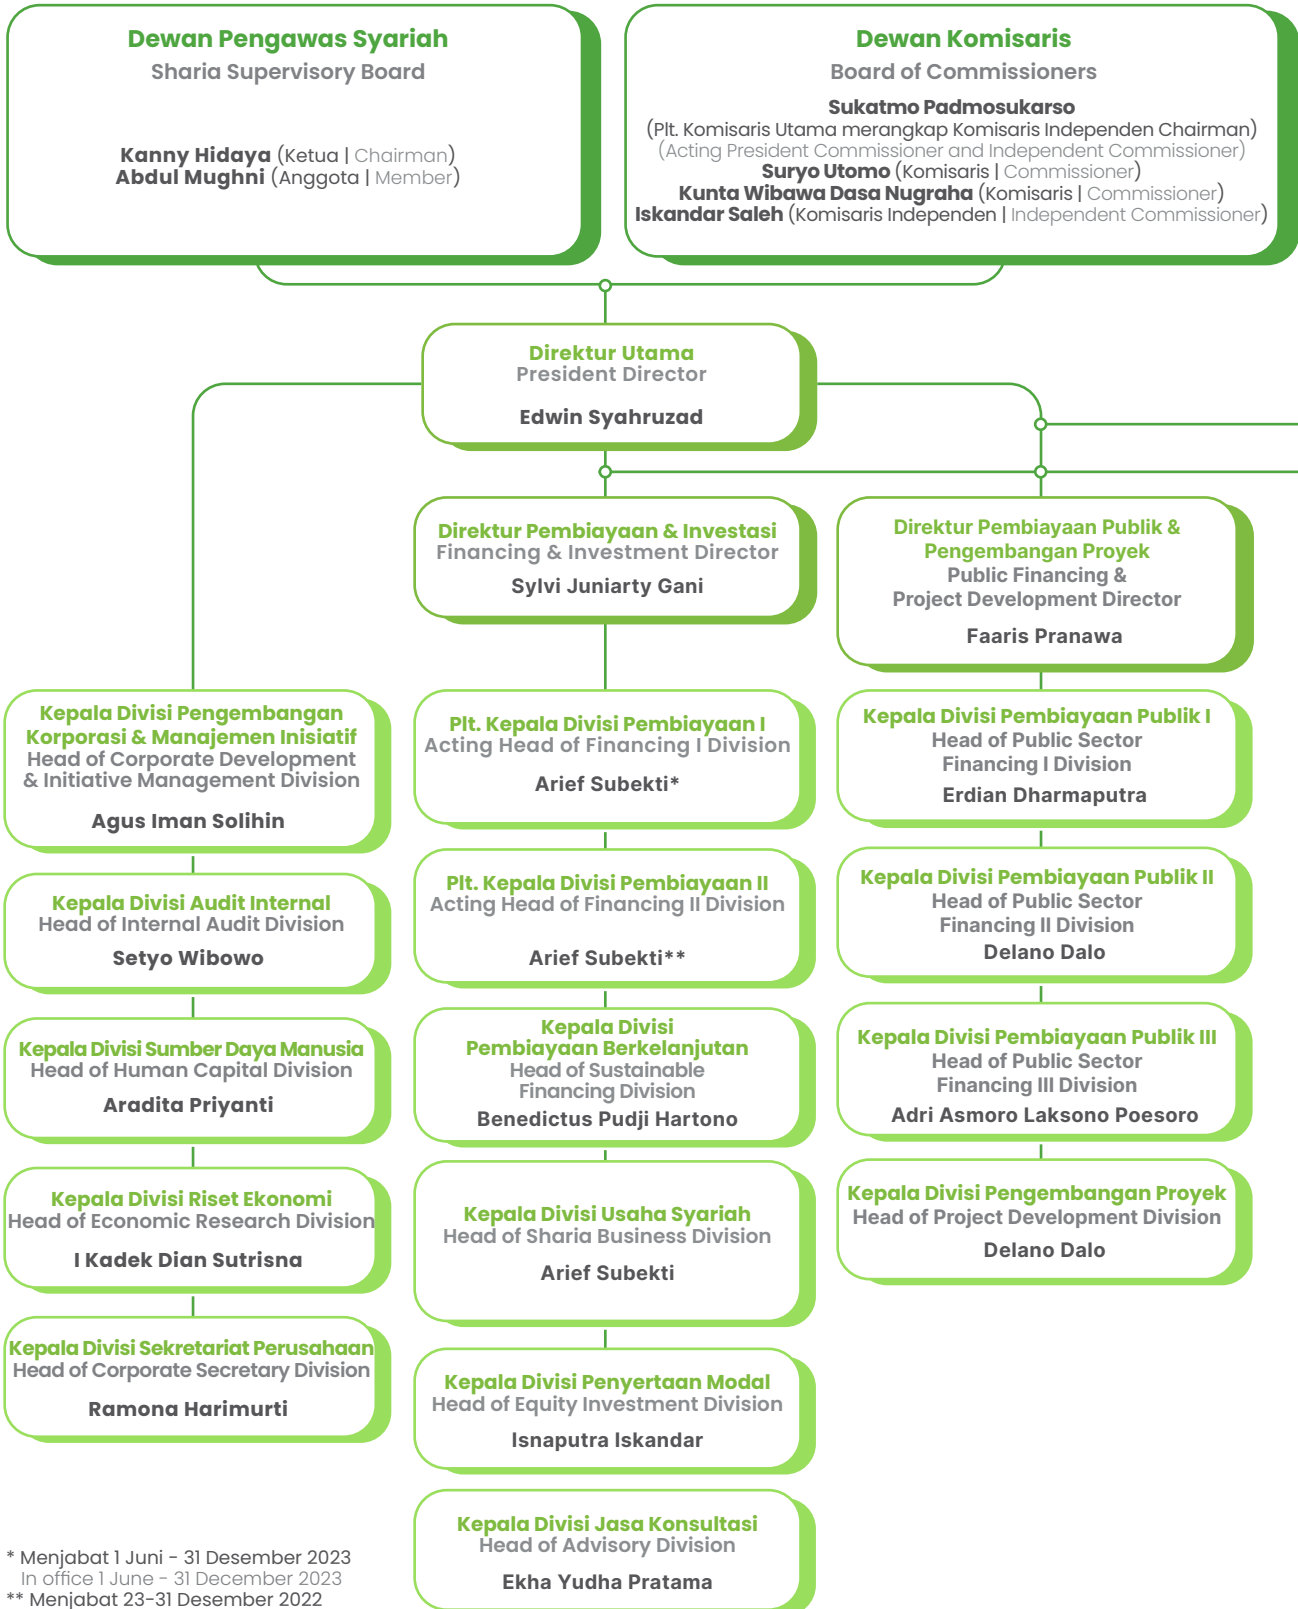 Dewan Pengawas Syariah
Sharia Supervisory Board
Kanny Hidaya (Ketua | Chairman)
Abdul Mughni (Anggota | Member)
Dewan Komisaris
Board of Commissioners
Sukatmo Padmosukarso
(Plt. Komisaris Utama merangkap Komisaris Independen Chairman)
(Acting President Commissioner and Independent Commissioner)
Suryo Utomo (Komisaris | Commissioner)
Kunta Wibawa Dasa Nugraha (Komisaris | Commissioner)
Iskandar Saleh (Komisaris Independen | Independent Commissioner)
Direktur Utama
President Director
Edwin Syahruzad
Direktur Pembiayaan & Investasi
Financing & Investment Director
Sylvi Juniarty Gani
Direktur Pembiayaan Publik &
Pengembangan Proyek
Public Financing &
Project Development Director
Faaris Pranawa
Kepala Divisi Pengembangan
Korporasi & Manajemen Inisiatif
Head of Corporate Development
& Initiative Management Division
Agus Iman Solihin
Kepala Divisi Audit Internal
Head of Internal Audit Division
Setyo Wibowo
Kepala Divisi Sumber Daya Manusia
Head of Human Capital Division
Aradita Priyanti
Kepala Divisi Riset Ekonomi
Head of Economic Research Division
I Kadek Dian Sutrisna
Kepala Divisi Sekretariat Perusahaan
Head of Corporate Secretary Division
Ramona Harimurti
Plt. Kepala Divisi Pembiayaan I
Acting Head of Financing I Division
Arief Subekti*
Plt. Kepala Divisi Pembiayaan II
Acting Head of Financing II Division
Arief Subekti**
Kepala Divisi
Pembiayaan Berkelanjutan
Head of Sustainable
Financing Division
Benedictus Pudji Hartono
Kepala Divisi Usaha Syariah
Head of Sharia Business Division
Arief Subekti
Kepala Divisi Penyertaan Modal
Head of Equity Investment Division
Isnaputra Iskandar
Kepala Divisi Jasa Konsultasi
Head of Advisory Division
Ekha Yudha Pratama
Kepala Divisi Pembiayaan Publik I
Head of Public Sector
Financing I Division
Erdian Dharmaputra
Kepala Divisi Pembiayaan Publik II
Head of Public Sector
Financing II Division
Delano Dalo
Kepala Divisi Pembiayaan Publik III
Head of Public Sector
Financing III Division
Adri Asmoro Laksono Poesoro
Kepala Divisi Pengembangan Proyek
Head of Project Development Division
Delano Dalo
* Menjabat 1 Juni - 31 Desember 2023
In office 1 June - 31 December 2023
** Menjabat 23-31 Desember 2022